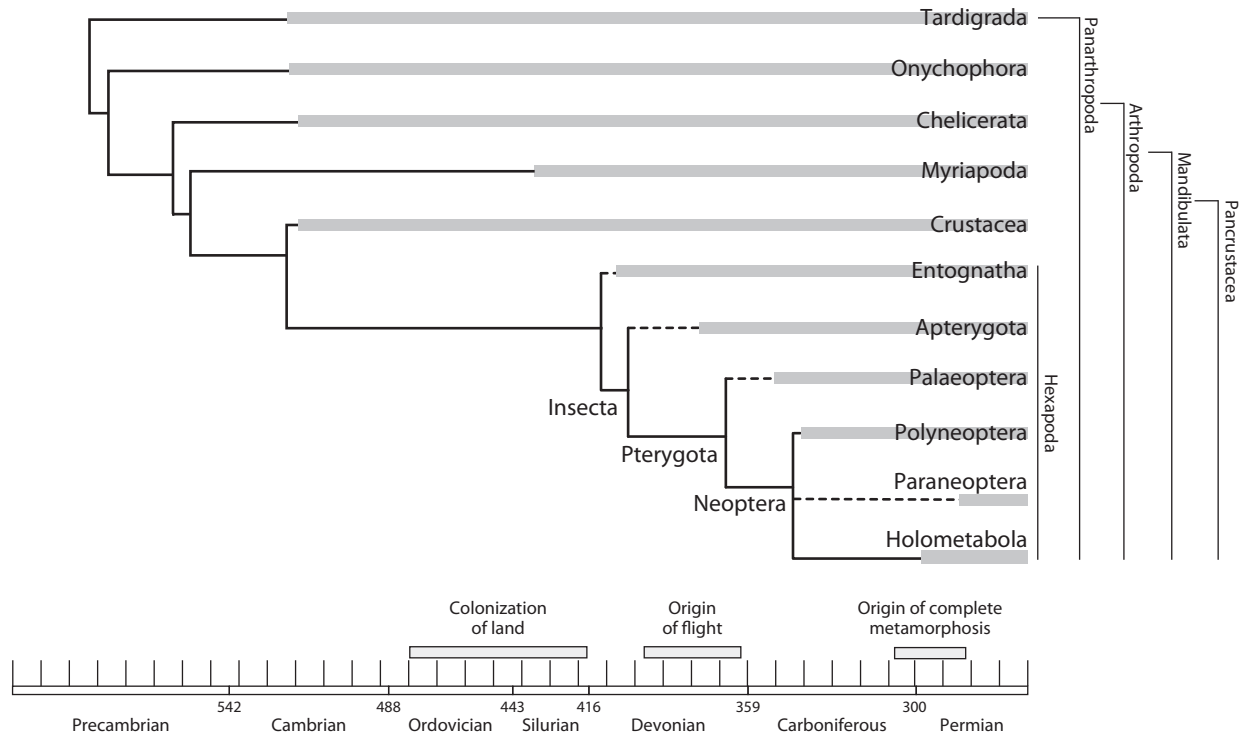 Tardigrada
Onychophora
Chelicerata
Myriapoda
Crustacea
Entognatha
Apterygota
Palaeoptera
Polyneoptera
Paraneoptera
Holometabola
Insecta
Pterygota
Neoptera
Hexapoda
Panarthropoda
Arthropoda
Mandibulata
Pancrustacea
Colonization
of land
Origin
of flight
Origin of complete
metamorphosis
542 488 443 416 359 300
Precambrian Cambrian Ordovician Silurian Devonian Carboniferous Permian